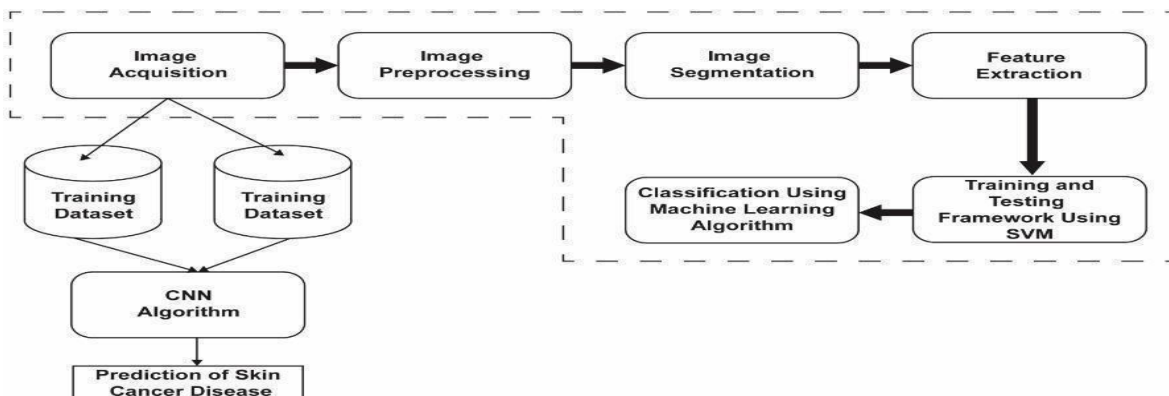 Image
Acquisition
Image
Preprocessing
Image
Segmentation
Feature
Extraction
Training
Dataset
Training
Dataset
Classification Using
Machine Learning
Algorithm
Training and
Testing
Framework Using
SVM
CNN
Algorithm
Prediction of Skin
Cancer Disease